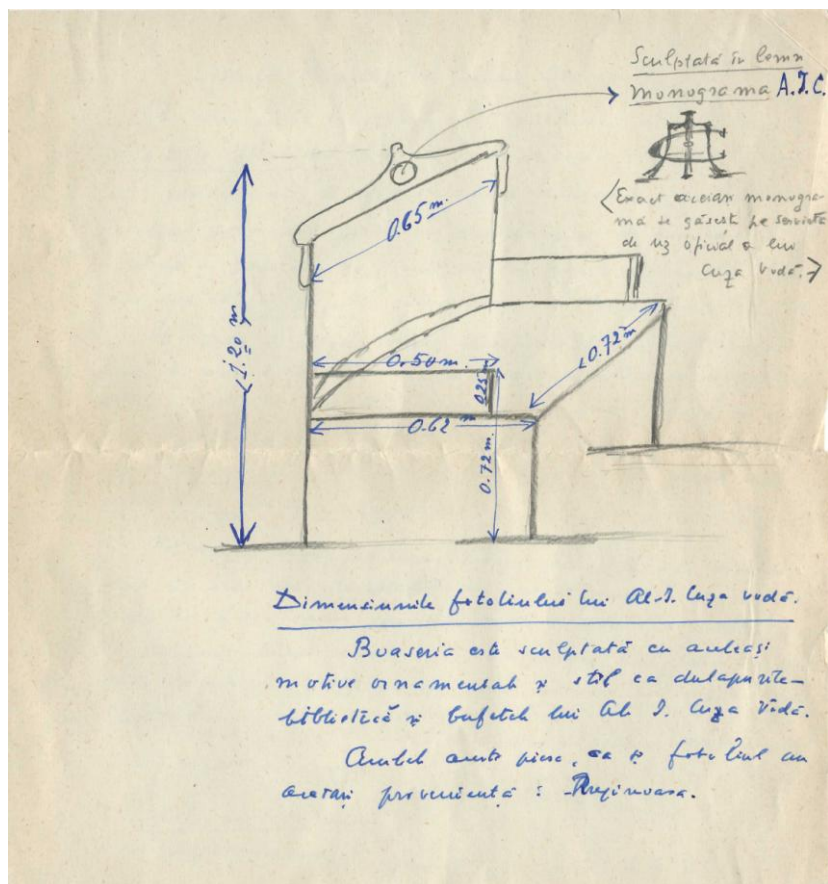 Sculptată în lemn
Monograma A.I.C.
<Exact aceiași monogra-
mă se găsește pe servieta
de uz oficial a lui
Cuza Vodă.>
0.65 m.
1.20 m
0.50 m.
0.25 m
0.72 m.
0.62 m
0.72 m.
Dimensiunile fotoliului lui Al. I. Cuza vodă.
Boaseria este sculptată cu aceleași
motive ornamentale și stil ca dulapurile-
bibliotecă și bufetele lui Al. I. Cuza Vodă.
aceste piese, ca și fotoliul au
aceiași proveniență : Ruginoasa.